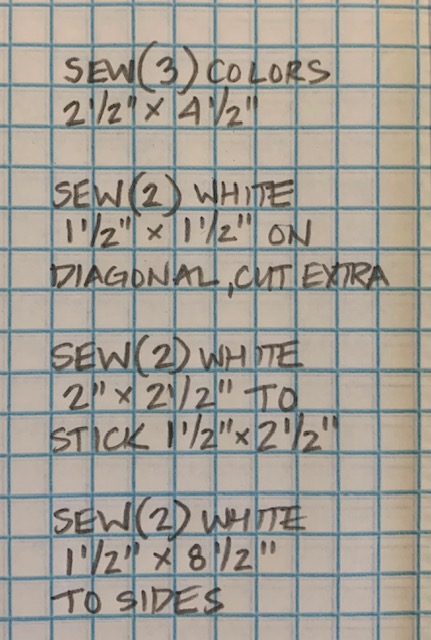 SEW(3) COLORS
2 1/2" x 4 1/2"
SEW(2) WHITE
1 1/2" x 1 1/2" ON
DIAGONAL, CUT EXTRA
SEW(2) WHITE
2" x 2 1/2" TO
STICK 1 1/2" x 2 1/2"
SEW(2) WHITE
1 1/2" x 8 1/2"
TO SIDES